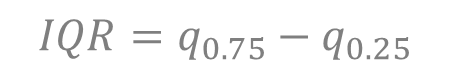 IQR = q₀.₇₅ − q₀.₂₅